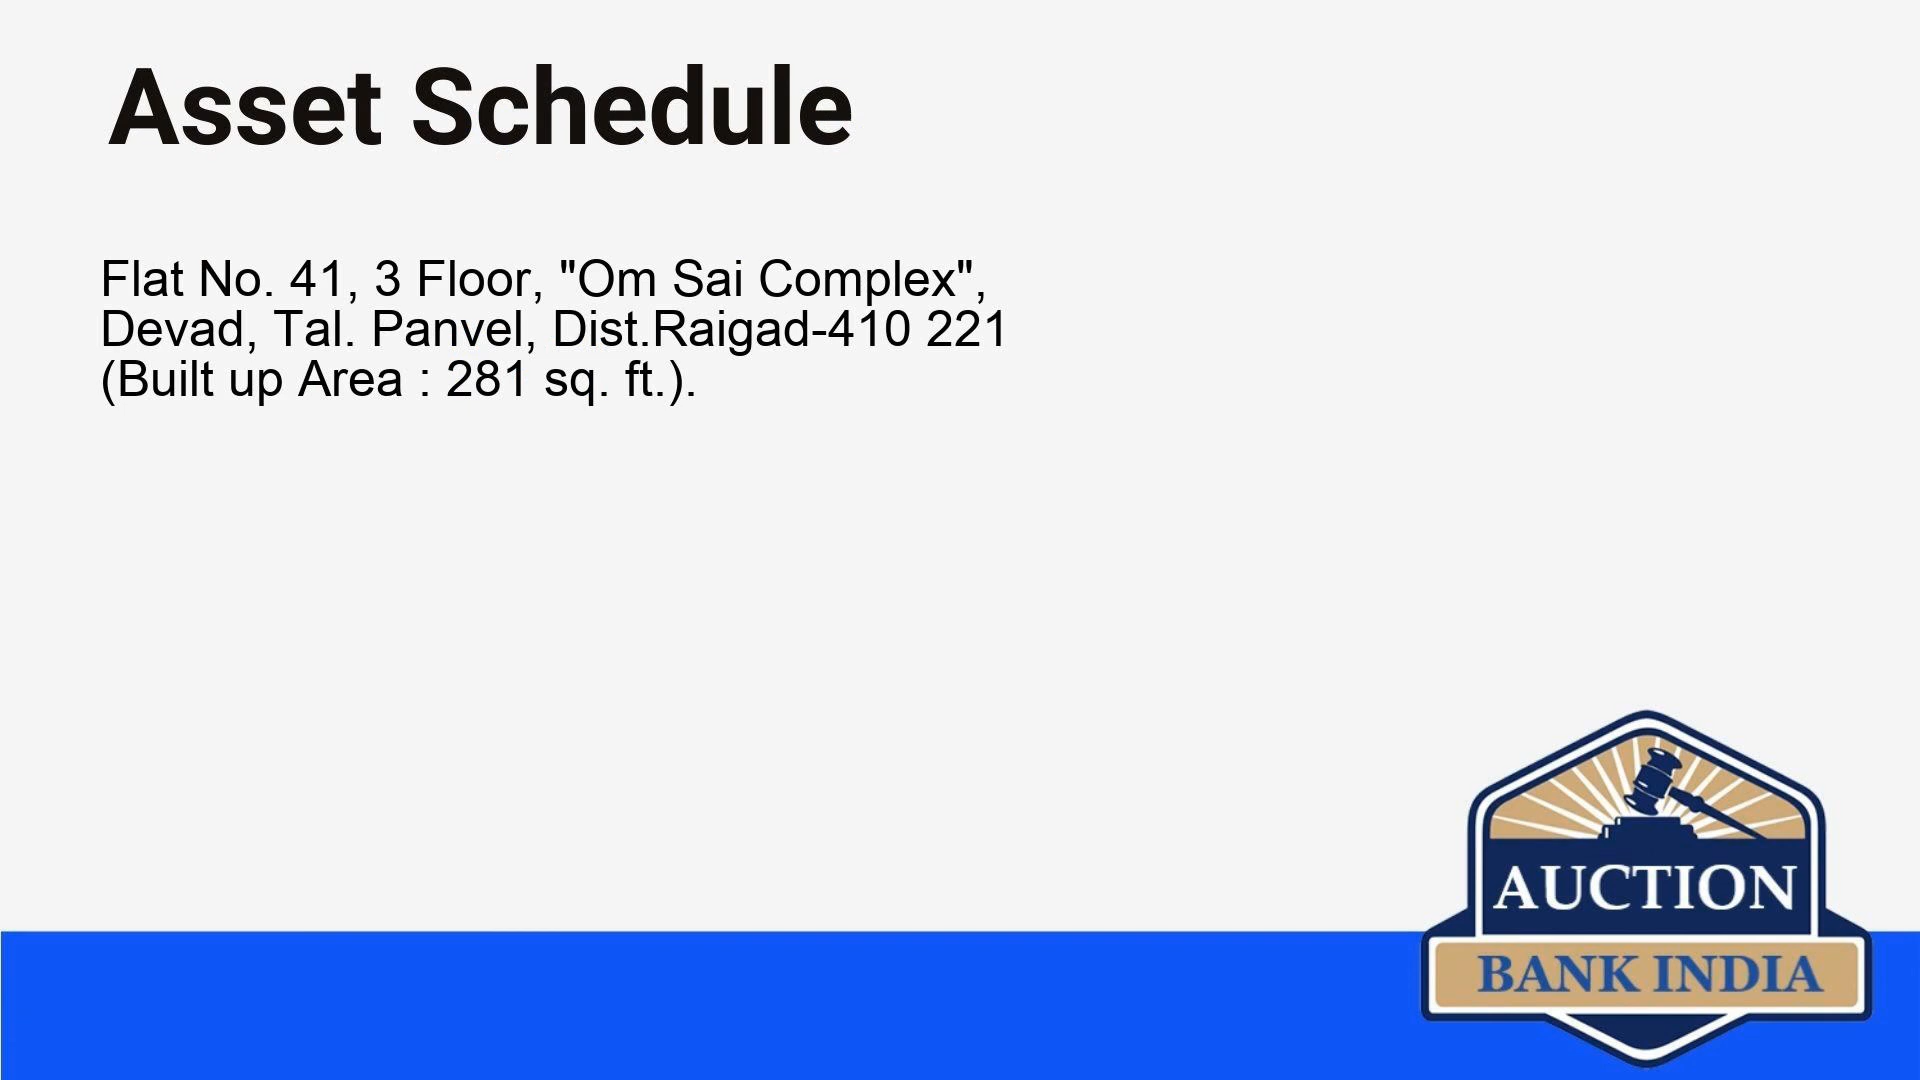 Asset Schedule
Flat No. 41, 3 Floor, "Om Sai Complex",
Devad, Tal. Panvel, Dist.Raigad-410 221
(Built up Area : 281 sq. ft.).
AUCTION
BANK INDIA